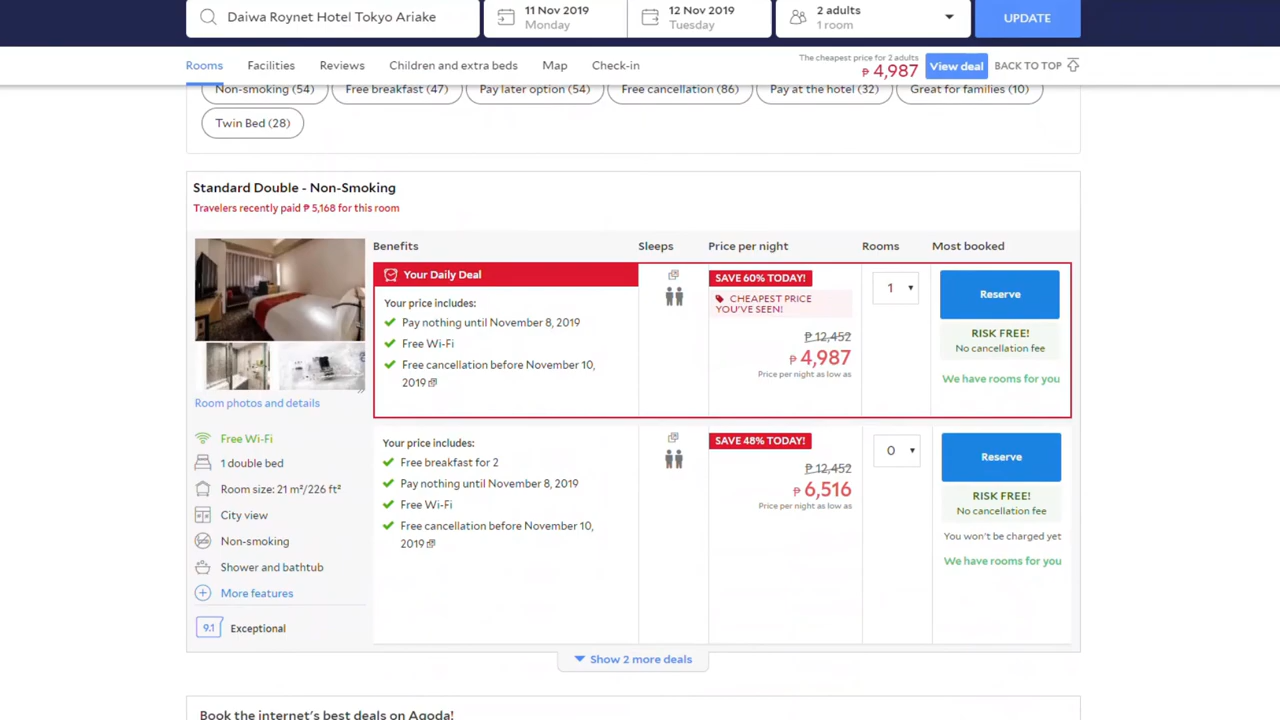 Daiwa Roynet Hotel Tokyo Ariake
11 Nov 2019
Monday
12 Nov 2019
Tuesday
2 adults
1 room
UPDATE
Rooms
Facilities
Reviews
Children and extra beds
Map
Check-in
The cheapest price for 2 adults
₱ 4,987
View deal
BACK TO TOP
Non-smoking (54)
Free breakfast (47)
Pay later option (54)
Free cancellation (86)
Pay at the hotel (32)
Great for families (10)
Twin Bed (28)
Standard Double - Non-Smoking
Travelers recently paid ₱ 5,168 for this room
Benefits
Sleeps
Price per night
Rooms
Most booked
Your Daily Deal
Your price includes:
Pay nothing until November 8, 2019
Free Wi-Fi
Free cancellation before November 10,
2019
SAVE 60% TODAY!
CHEAPEST PRICE
YOU'VE SEEN!
₱ 12,452
₱ 4,987
Price per night as low as
1
Reserve
RISK FREE!
No cancellation fee
We have rooms for you
Room photos and details
Free Wi-Fi
1 double bed
Room size: 21 m²/226 ft²
City view
Non-smoking
Shower and bathtub
More features
9.1
Exceptional
Your price includes:
Free breakfast for 2
Pay nothing until November 8, 2019
Free Wi-Fi
Free cancellation before November 10,
2019
SAVE 48% TODAY!
₱ 12,452
₱ 6,516
Price per night as low as
0
Reserve
RISK FREE!
No cancellation fee
You won't be charged yet
We have rooms for you
Show 2 more deals
Book the internet's best deals on Agoda!